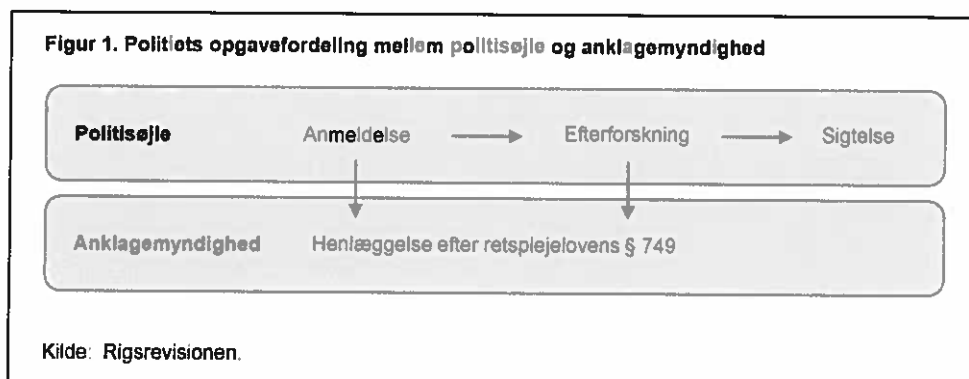 Figur 1. Politiets opgavefordeling mellem politisøjle og anklagemyndighed
Politisøjle Anmeldelse Efterforskning Sigtelse
Anklagemyndighed Henlæggelse efter retsplejelovens § 749
Kilde: Rigsrevisionen.